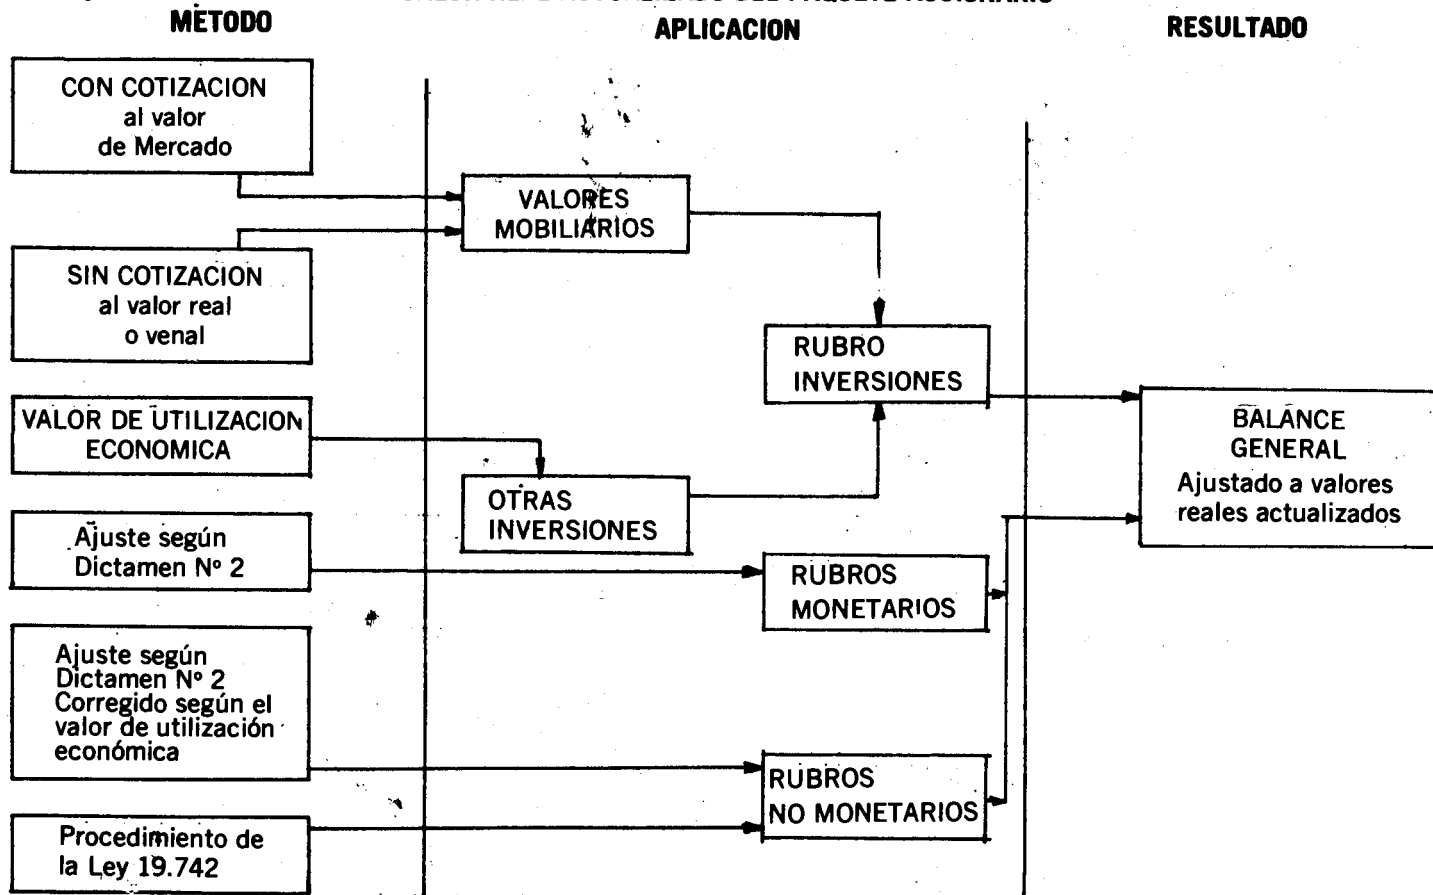 METODO
APLICACION
RESULTADO
CON COTIZACION
al valor
de Mercado
SIN COTIZACION
al valor real
o venal
VALOR DE UTILIZACION
ECONOMICA
Ajuste según
Dictamen Nº 2
Ajuste según
Dictamen Nº 2
Corregido según el
valor de utilización
económica
Procedimiento de
la Ley 19.742
VALORES
MOBILIARIOS
OTRAS
INVERSIONES
RUBRO
INVERSIONES
RUBROS
MONETARIOS
RUBROS
NO MONETARIOS
BALANCE
GENERAL
Ajustado a valores
reales actualizados